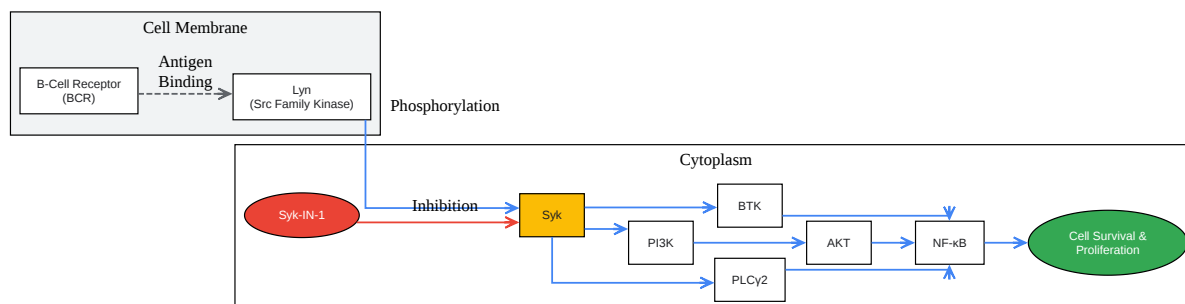 Cell Membrane
Antigen
Binding
B-Cell Receptor
(BCR)
Lyn
(Src Family Kinase)
Phosphorylation
Cytoplasm
Syk-IN-1
Inhibition
Syk
BTK
PI3K
AKT
NF-κB
PLCγ2
Cell Survival &
Proliferation